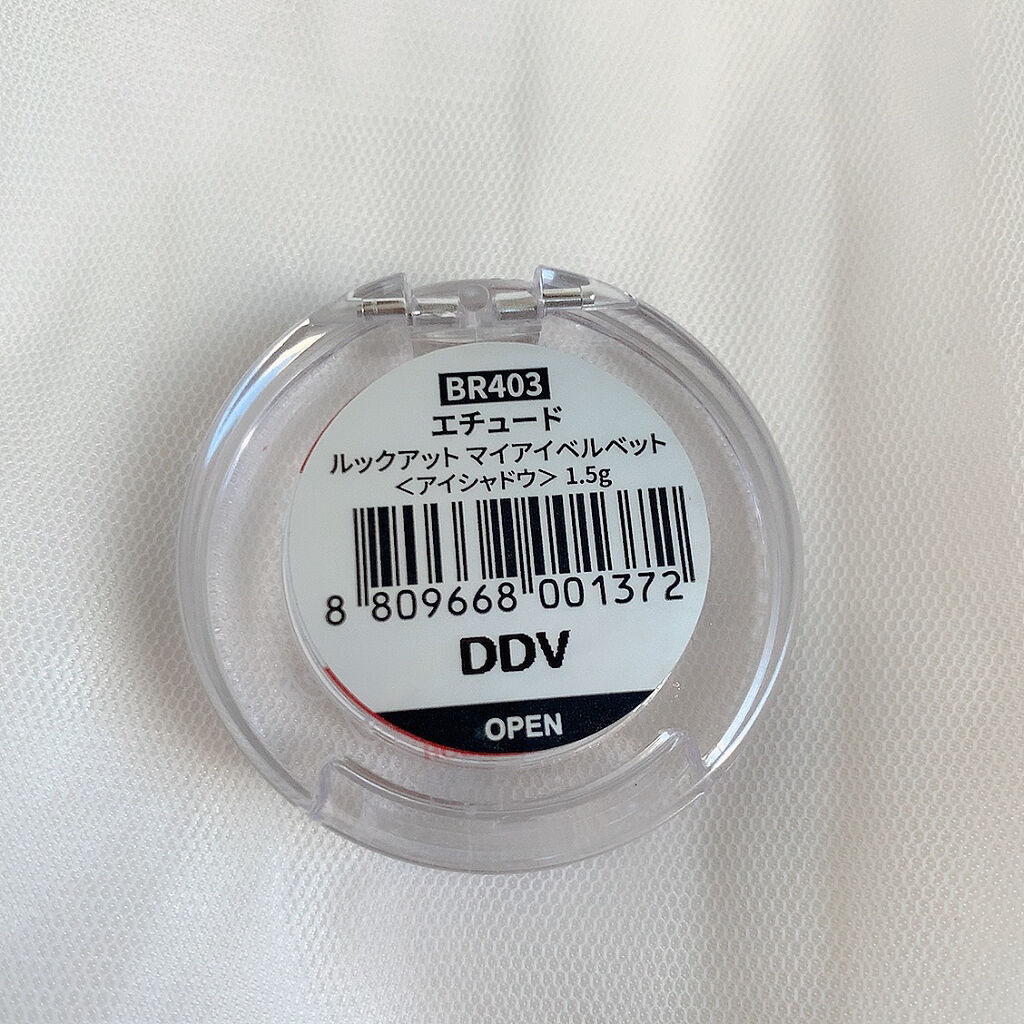 BR403
エチュード
ルックアット マイアイベルベット
＜アイシャドウ＞ 1.5g
8 809668 001372
DDV
OPEN